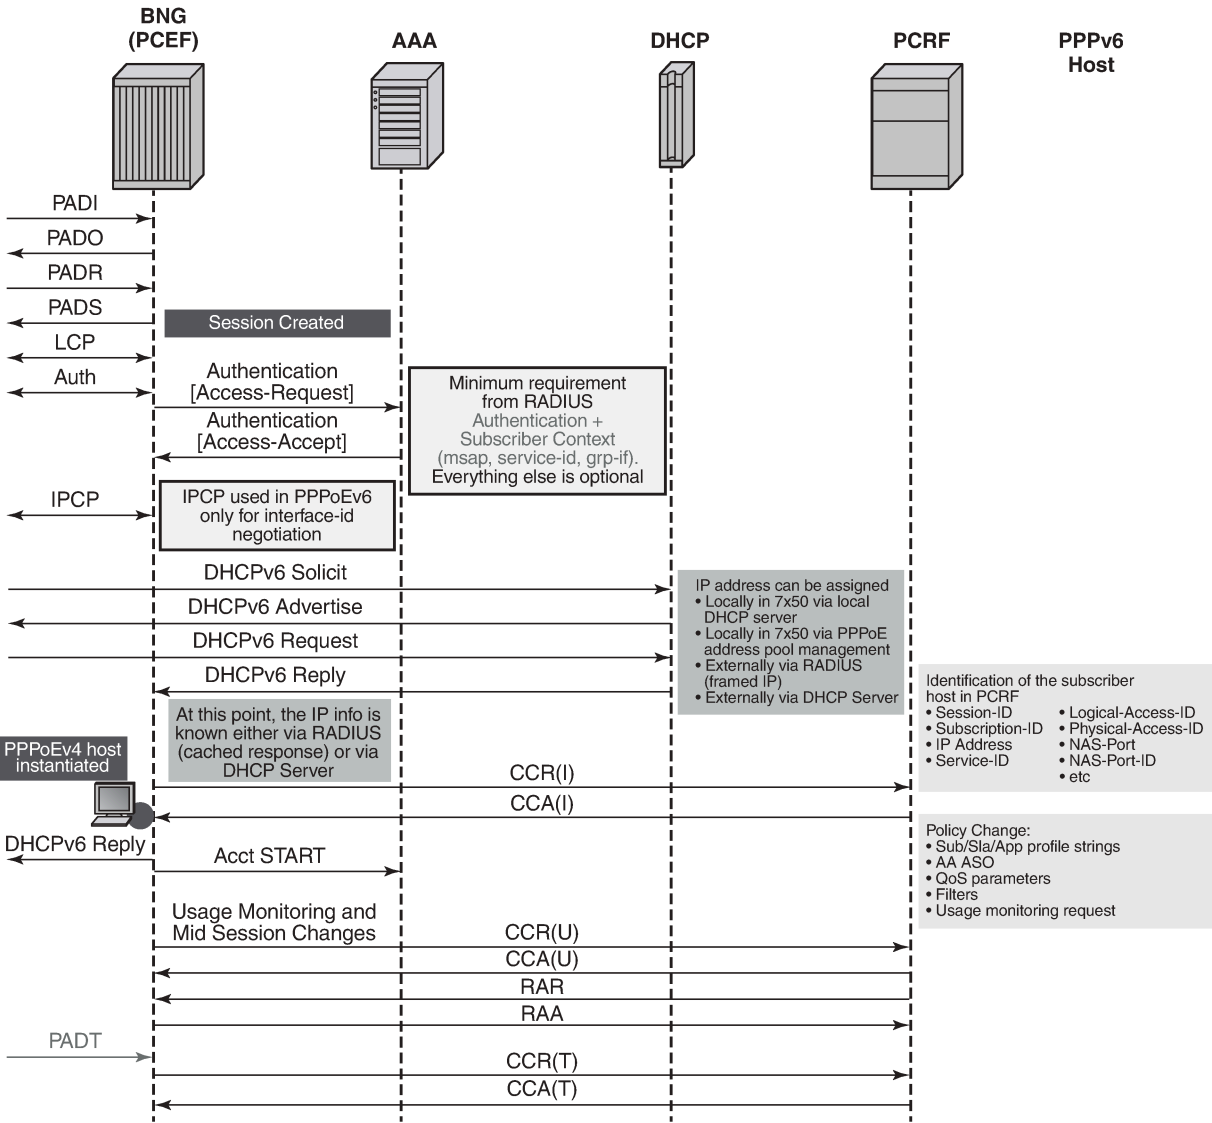 BNG
(PCEF)
AAA
DHCP
PCRF
PPPv6
Host
PADI
PADO
PADR
PADS
Session Created
LCP
Auth
Authentication
[Access-Request]
Authentication
[Access-Accept]
Minimum requirement
from RADIUS
Authentication +
Subscriber Context
(msap, service-id, grp-if).
Everything else is optional
IPCP
IPCP used in PPPoEv6
only for interface-id
negotiation
DHCPv6 Solicit
DHCPv6 Advertise
DHCPv6 Request
DHCPv6 Reply
IP address can be assigned
• Locally in 7x50 via local
DHCP server
• Locally in 7x50 via PPPoE
address pool management
• Externally via RADIUS
(framed IP)
• Externally via DHCP Server
At this point, the IP info is
known either via RADIUS
(cached response) or via
DHCP Server
Identification of the subscriber
host in PCRF
• Session-ID
• Subscription-ID
• IP Address
• Service-ID
• Logical-Access-ID
• Physical-Access-ID
• NAS-Port
• NAS-Port-ID
• etc
PPPoEv4 host
instantiated
CCR(I)
CCA(I)
DHCPv6 Reply
Acct START
Policy Change:
• Sub/Sla/App profile strings
• AA ASO
• QoS parameters
• Filters
• Usage monitoring request
Usage Monitoring and
Mid Session Changes
CCR(U)
CCA(U)
RAR
RAA
PADT
CCR(T)
CCA(T)